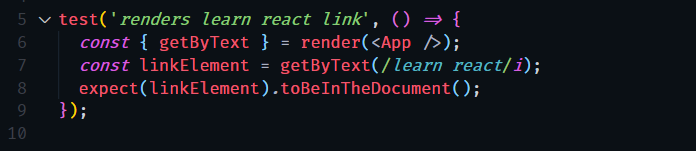 5 test('renders learn react link', () => {
6 const { getByText } = render(<App />);
7 const linkElement = getByText(/learn react/i);
8 expect(linkElement).toBeInTheDocument();
9 });
10